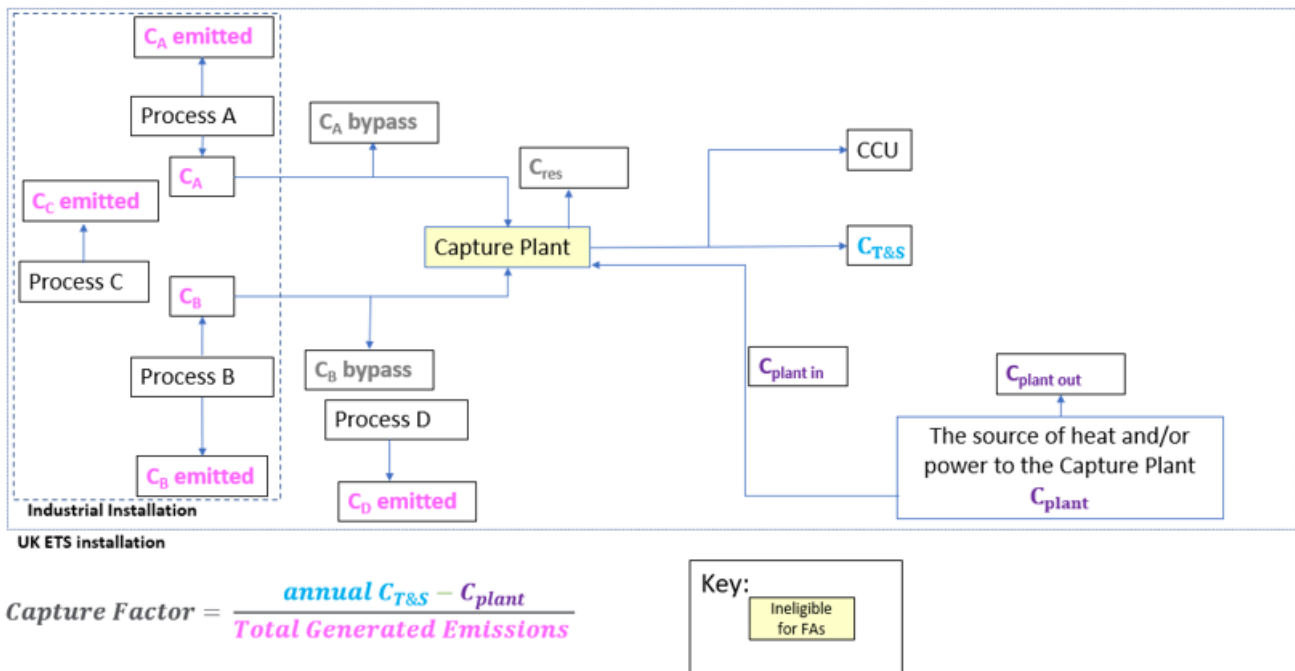 C_A emitted
Process A
C_A bypass
C_res
CCU
C_A
C_C emitted
Capture Plant
C_T&S
Process C
C_B
C_B bypass
C_plant in
C_plant out
Process B
Process D
The source of heat and/or
power to the Capture Plant
C_plant
C_B emitted
C_D emitted
Industrial Installation
UK ETS installation
Capture Factor = annual C_T&S − C_plant
Total Generated Emissions
Key:
Ineligible
for FAs